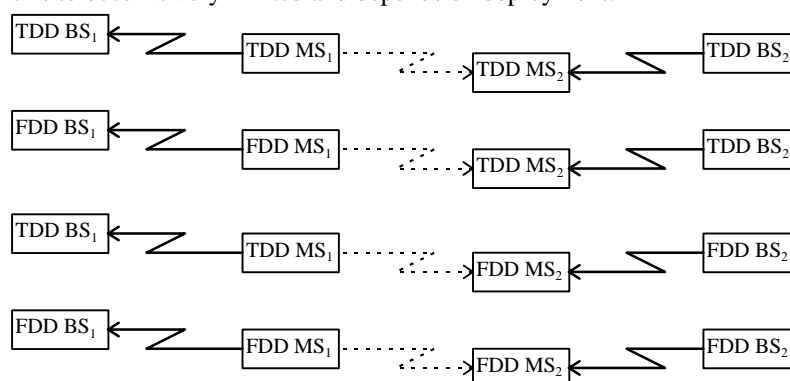 TDD BS1 TDD MS1 TDD MS2 TDD BS2
FDD BS1 FDD MS1 TDD MS2 TDD BS2
TDD BS1 TDD MS1 FDD MS2 FDD BS2
FDD BS1 FDD MS1 FDD MS2 FDD BS2